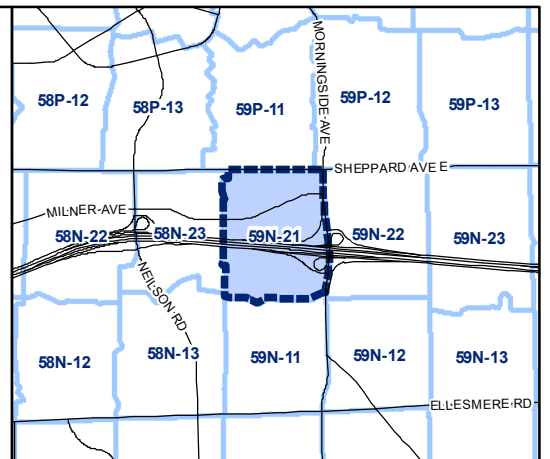 58P-12
58P-13
59P-11
59P-12
59P-13
MORNINGSIDE AVE
SHEPPARD AVE E
MILNER AVE
58N-22
58N-23
59N-21
59N-22
59N-23
NEILSON RD
58N-12
58N-13
59N-11
59N-12
59N-13
ELLESMERE RD